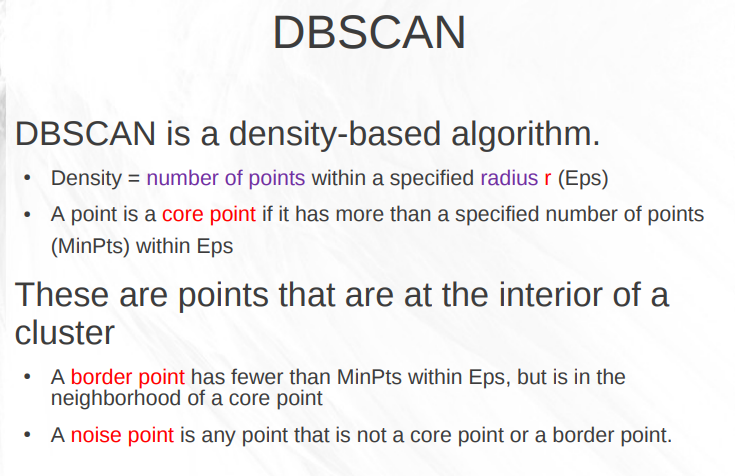 DBSCAN
DBSCAN is a density-based algorithm.
• Density = number of points within a specified radius r (Eps)
• A point is a core point if it has more than a specified number of points
(MinPts) within Eps
These are points that are at the interior of a
cluster
• A border point has fewer than MinPts within Eps, but is in the
neighborhood of a core point
• A noise point is any point that is not a core point or a border point.